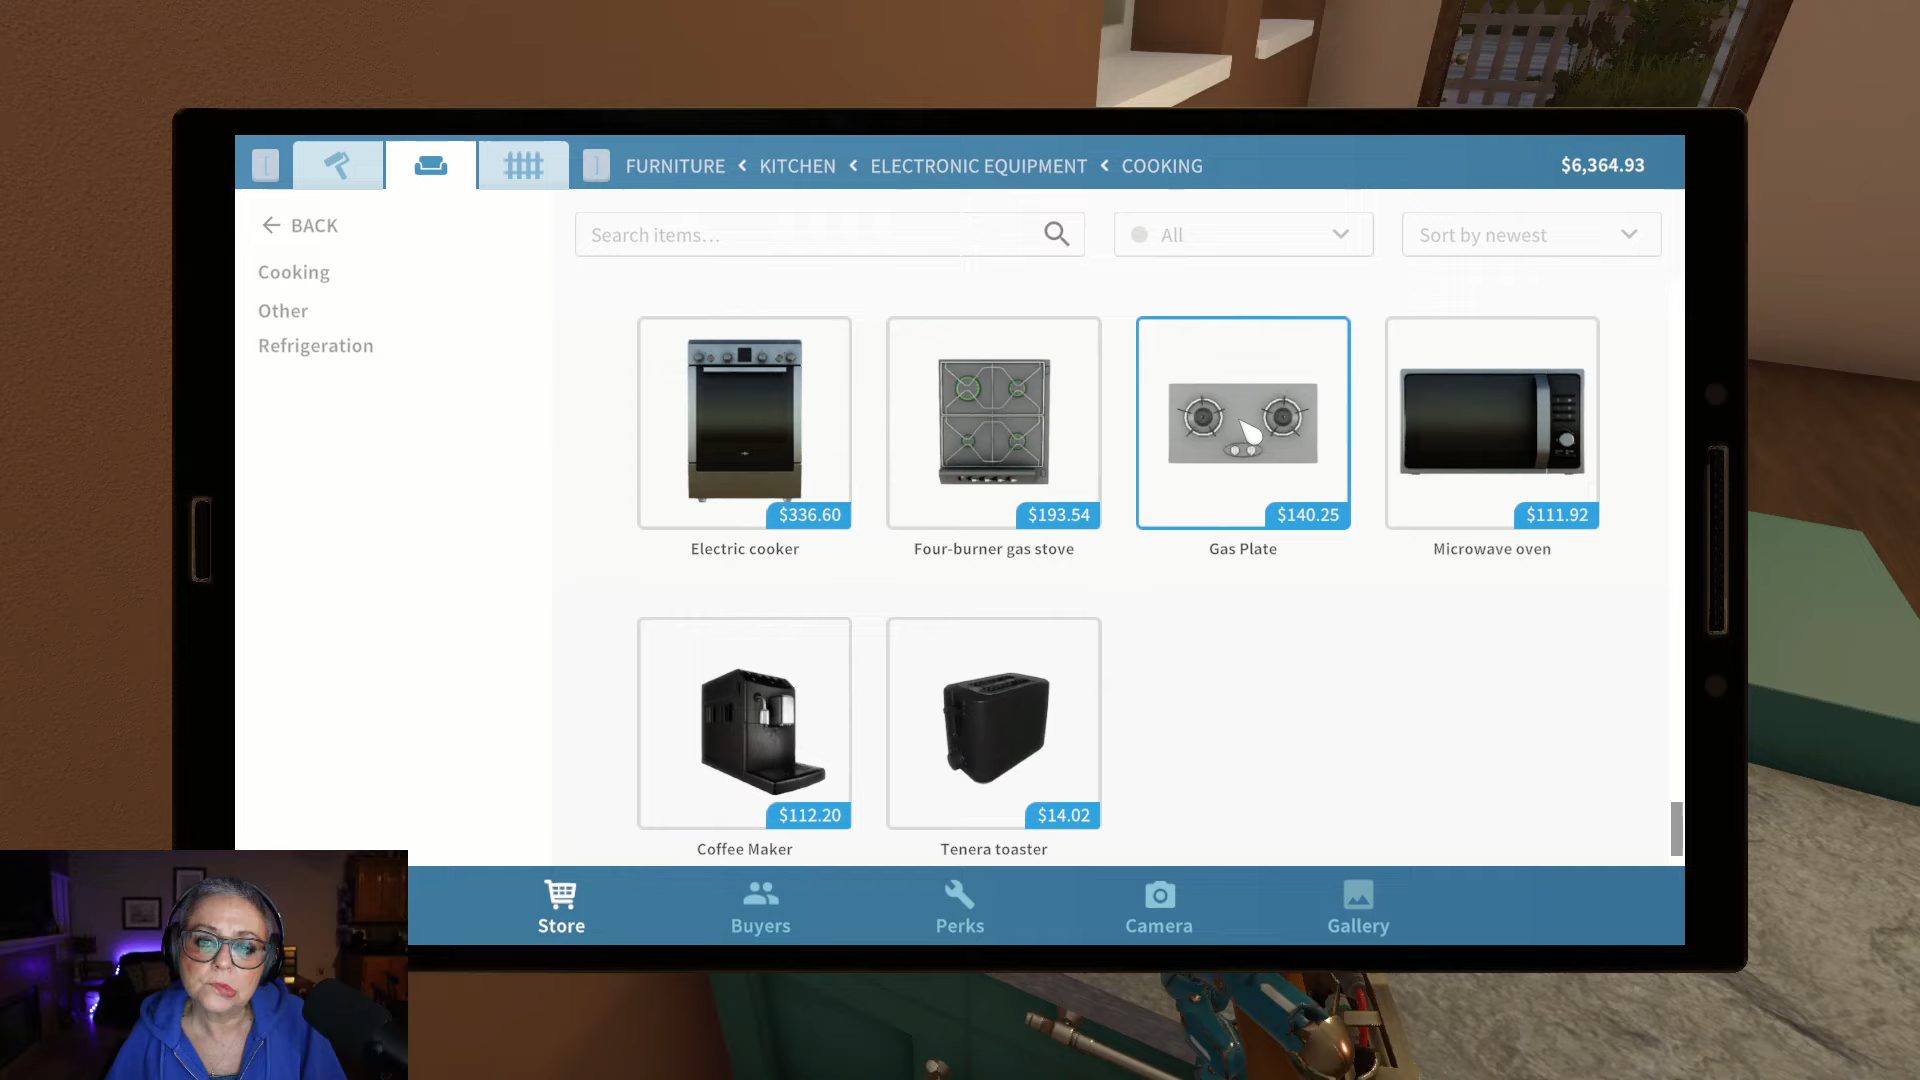 [
]
FURNITURE < KITCHEN < ELECTRONIC EQUIPMENT < COOKING
$6,364.93
BACK
Cooking
Other
Refrigeration
Search items...
All
Sort by newest
$336.60
$193.54
$140.25
$111.92
Electric cooker
Four-burner gas stove
Gas Plate
Microwave oven
$112.20
$14.02
Coffee Maker
Tenera toaster
Store
Buyers
Perks
Camera
Gallery